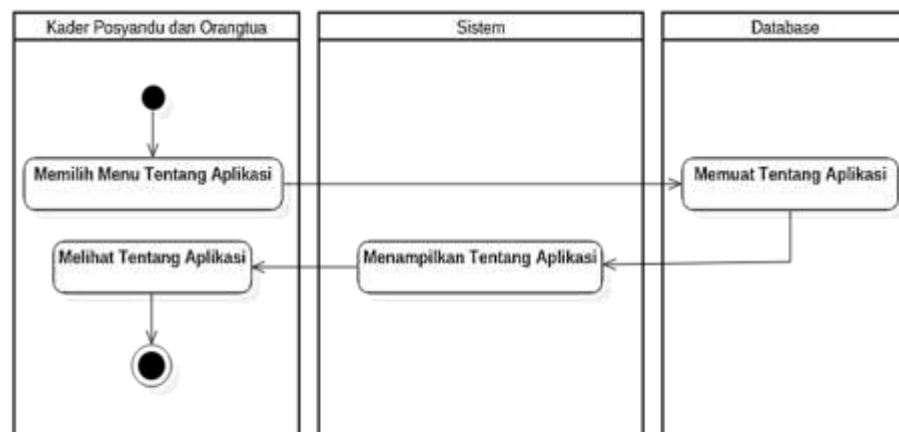 Kader Posyandu dan Orangtua
Sistem
Database
Memilih Menu Tentang Aplikasi
Memuat Tentang Aplikasi
Melihat Tentang Aplikasi
Menampilkan Tentang Aplikasi